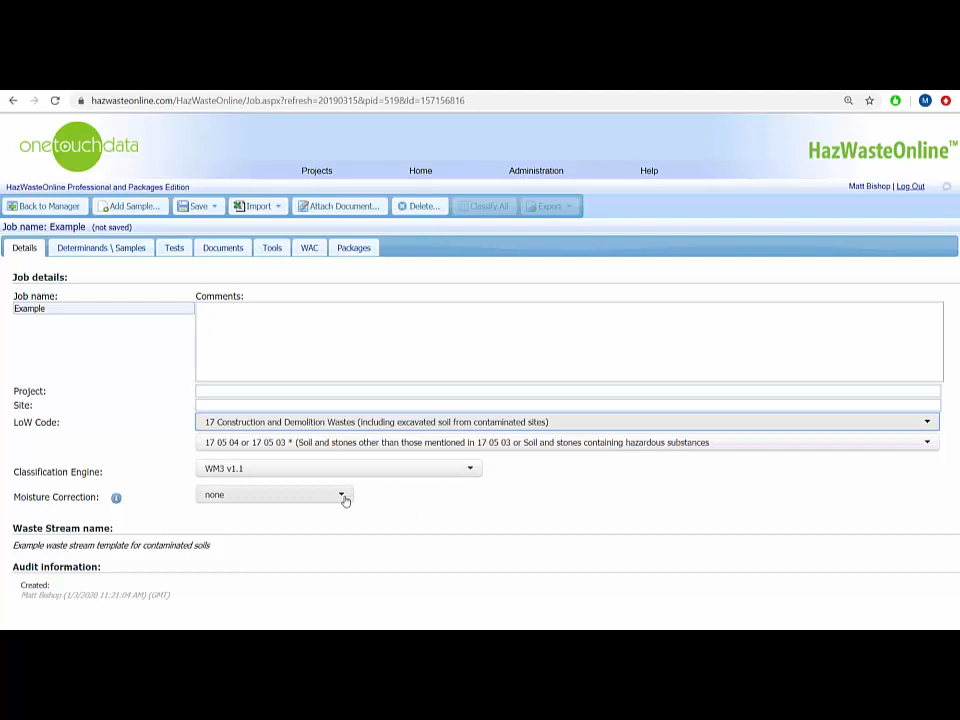 hazwasteonline.com/HazWasteOnline/Job.aspx?refresh=20190315&pid=519&Id=157156816
M
onetouchdata
HazWasteOnline™
Projects
Home
Administration
Help
HazWasteOnline Professional and Packages Edition
Matt Bishop | Log Out
Back to Manager
Add Sample...
Save
Import
Attach Document...
Delete...
Classify All
Export
Job name: Example (not saved)
Details
Determinands \ Samples
Tests
Documents
Tools
WAC
Packages
Job details:
Job name:
Comments:
Example
Project:
Site:
LoW Code:
17 Construction and Demolition Wastes (including excavated soil from contaminated sites)
17 05 04 or 17 05 03 * (Soil and stones other than those mentioned in 17 05 03 or Soil and stones containing hazardous substances
Classification Engine:
WM3 v1.1
Moisture Correction:
none
Waste Stream name:
Example waste stream template for contaminated soils
Audit information:
Created:
Matt Bishop (1/3/2020 11:21:04 AM) (GMT)